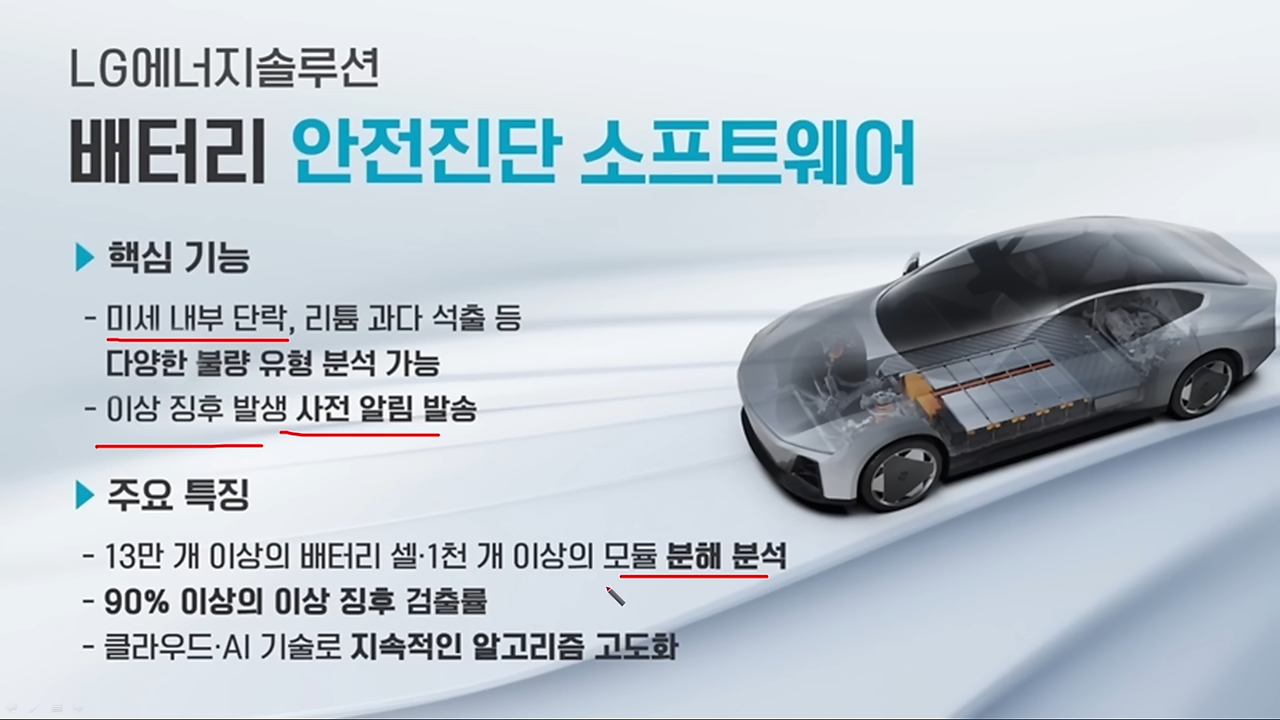 LG에너지솔루션
배터리 안전진단 소프트웨어
▶ 핵심 기능
- 미세 내부 단락, 리튬 과다 석출 등
다양한 불량 유형 분석 가능
- 이상 징후 발생 사전 알림 발송
▶ 주요 특징
- 13만 개 이상의 배터리 셀·1천 개 이상의 모듈 분해 분석
- 90% 이상의 이상 징후 검출률
- 클라우드·AI 기술로 지속적인 알고리즘 고도화